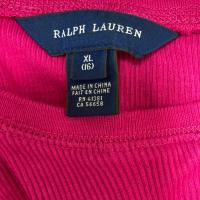 RALPH LAUREN
XL
(16)
MADE IN CHINA
FAIT EN CHINE
RN 41381
CA 56658